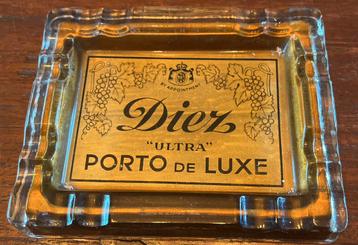 BY APPOINTMENT
Diez
"ULTRA"
PORTO DE LUXE